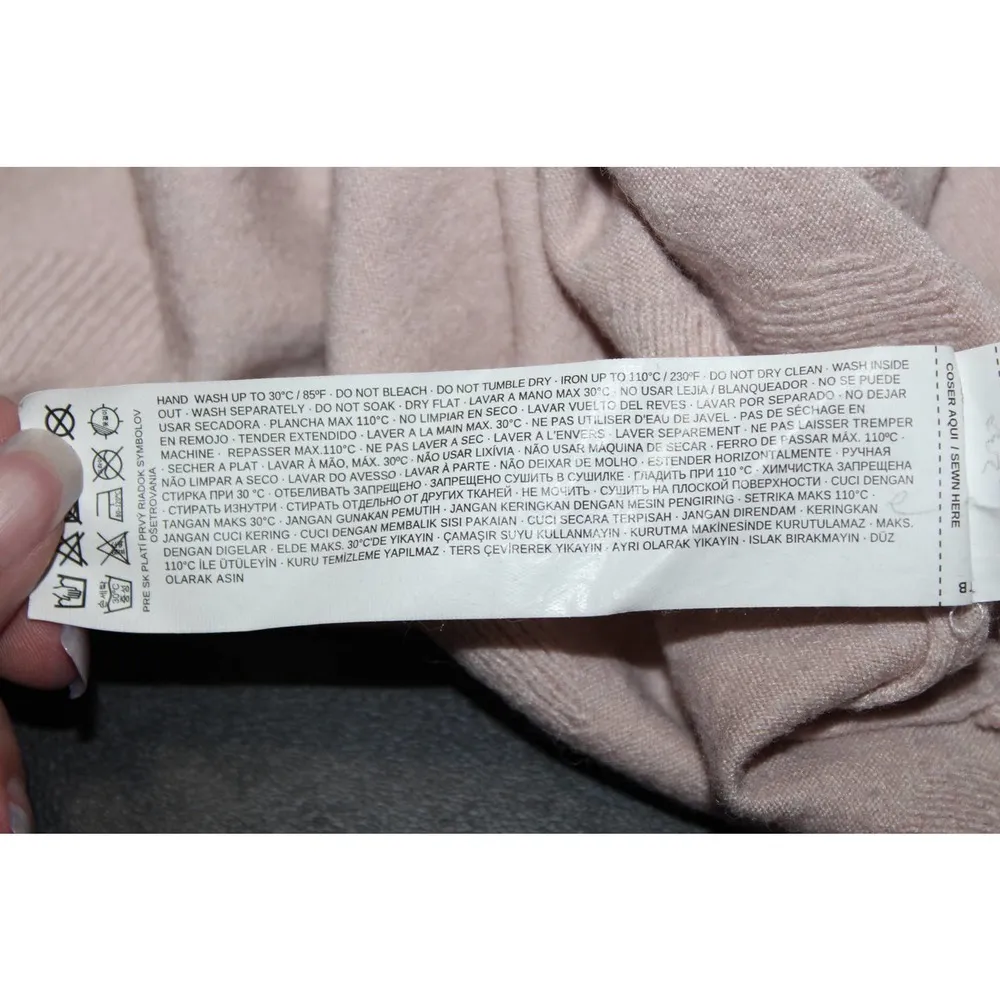 HAND WASH UP TO 30°C / 85ºF · DO NOT BLEACH · DO NOT TUMBLE DRY · IRON UP TO 110°C / 230°F · DO NOT DRY CLEAN · WASH INSIDE
OUT · WASH SEPARATELY · DO NOT SOAK · DRY FLAT · LAVAR A MANO MAX 30°C · NO USAR LEJIA / BLANQUEADOR · NO SE PUEDE
USAR SECADORA · PLANCHA MAX 110°C · NO LIMPIAR EN SECO · LAVAR VUELTO DEL REVES · LAVAR POR SEPARADO · NO DEJAR
EN REMOJO · TENDER EXTENDIDO · LAVER A LA MAIN MAX. 30°C · NE PAS UTILISER D'EAU DE JAVEL · PAS DE SÉCHAGE EN
MACHINE · REPASSER MAX.110°C · NE PAS LAVER A SEC · LAVER A L'ENVERS · LAVER SEPAREMENT · NE PAS LAISSER TREMPER
· SECHER A PLAT · LAVAR À MÃO, MÁX. 30ºC · NÃO USAR LIXÍVIA · NÃO USAR MÁQUINA DE SECAR · FERRO DE PASSAR MÁX. 110ºC ·
NÃO LIMPAR A SECO · LAVAR DO AVESSO · LAVAR À PARTE · NÃO DEIXAR DE MOLHO · ESTENDER HORIZONTALMENTE · РУЧНАЯ
СТИРКА ПРИ 30 °C · ОТБЕЛИВАТЬ ЗАПРЕЩЕНО · ЗАПРЕЩЕНО СУШИТЬ В СУШИЛКЕ · ГЛАДИТЬ ПРИ 110 °C · ХИМЧИСТКА ЗАПРЕЩЕНА
· СТИРАТЬ ИЗНУТРИ · СТИРАТЬ ОТДЕЛЬНО ОТ ДРУГИХ ТКАНЕЙ · НЕ МОЧИТЬ · СУШИТЬ НА ПЛОСКОЙ ПОВЕРХНОСТИ · CUCI DENGAN
TANGAN MAKS 30°C · JANGAN GUNAKAN PEMUTIH · JANGAN KERINGKAN DENGAN MESIN PENGIRING · SETRIKA MAKS 110°C ·
JANGAN CUCI KERING · CUCI DENGAN MEMBALIK SISI PAKAIAN · CUCI SECARA TERPISAH · JANGAN DIRENDAM · KERINGKAN
DENGAN DIGELAR · ELDE MAKS. 30°C'DE YIKAYIN · ÇAMAŞIR SUYU KULLANMAYIN · KURUTMA MAKİNESİNDE KURUTULAMAZ · MAKS.
110°C İLE ÜTÜLEYİN · KURU TEMİZLEME YAPILMAZ · TERS ÇEVİREREK YIKAYIN · AYRI OLARAK YIKAYIN · ISLAK BIRAKMAYIN · DÜZ
OLARAK ASIN
PRE SK PLATÍ PRVÝ RIADOK SYMBOLOV
OŠETROVANIA
30°C
중성
COSER AQUI / SEWN HERE